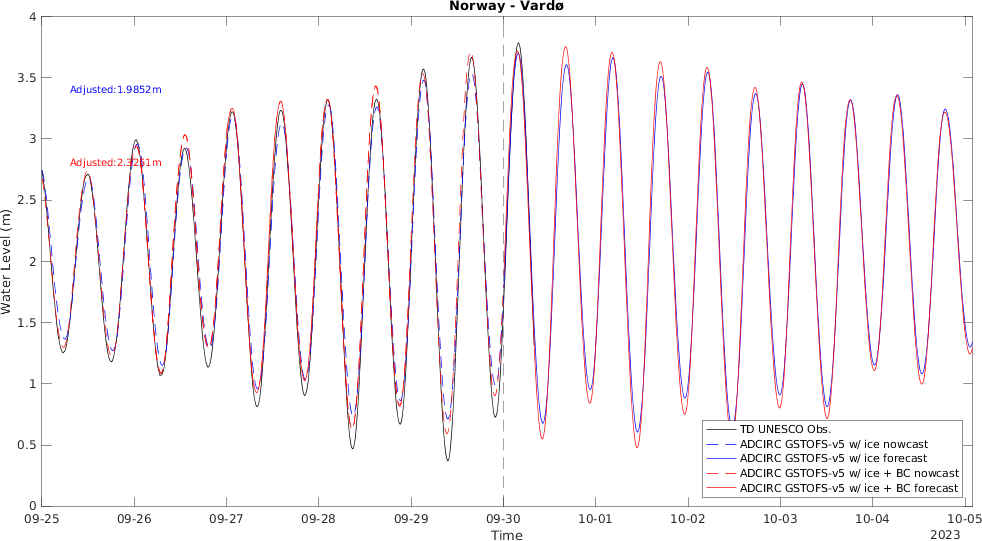 Norway - Vardø
4
3.5
3
2.5
2
1.5
1
0.5
0
Water Level (m)
Adjusted:1.9852m
Adjusted:2.3261m
TD UNESCO Obs.
ADCIRC GSTOFS-v5 w/ ice nowcast
ADCIRC GSTOFS-v5 w/ ice forecast
ADCIRC GSTOFS-v5 w/ ice + BC nowcast
ADCIRC GSTOFS-v5 w/ ice + BC forecast
09-25 09-26 09-27 09-28 09-29 09-30 10-01 10-02 10-03 10-04 10-05
Time
2023